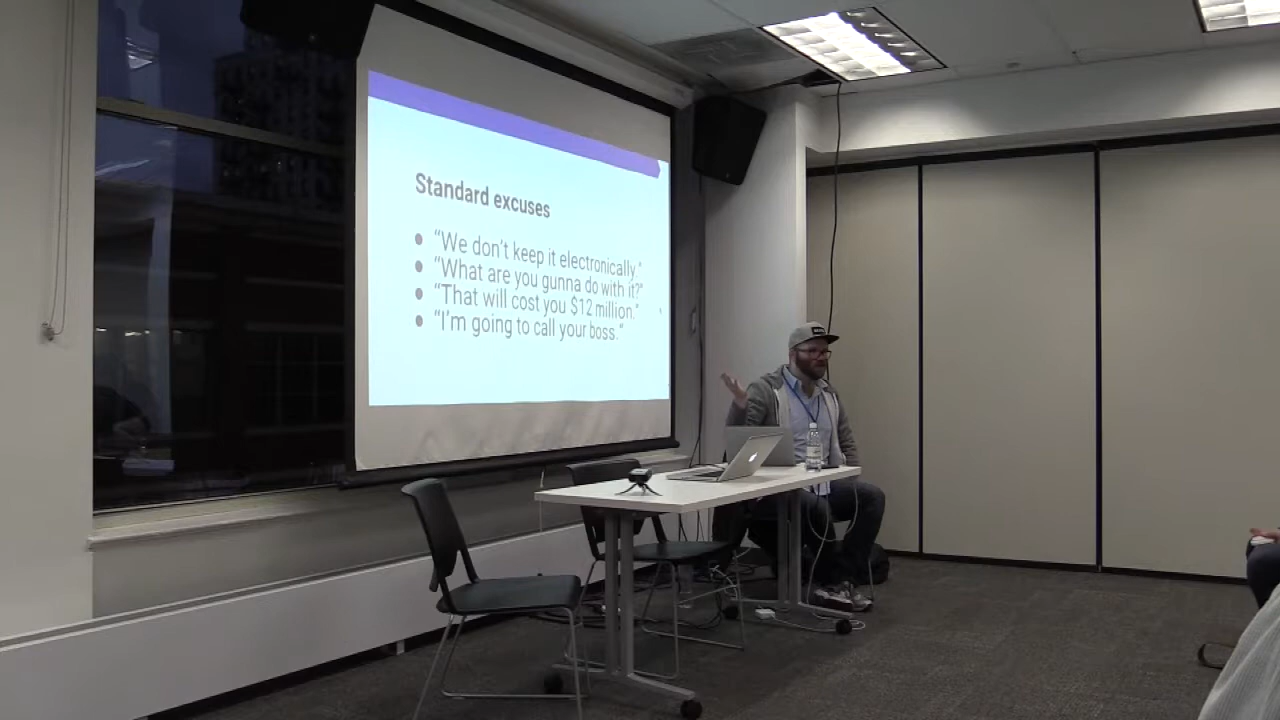 Standard excuses
● “We don’t keep it electronically.”
● “What are you gunna do with it?”
● “That will cost you $12 million.”
● “I’m going to call your boss.”